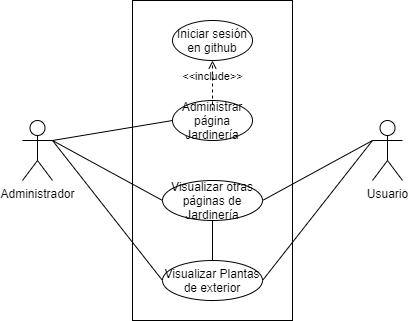 Iniciar sesión
en github
<<include>>
Administrar
página
Jardinería
Administrador
Usuario
Visualizar otras
páginas de
Jardinería
Visualizar Plantas
de exterior